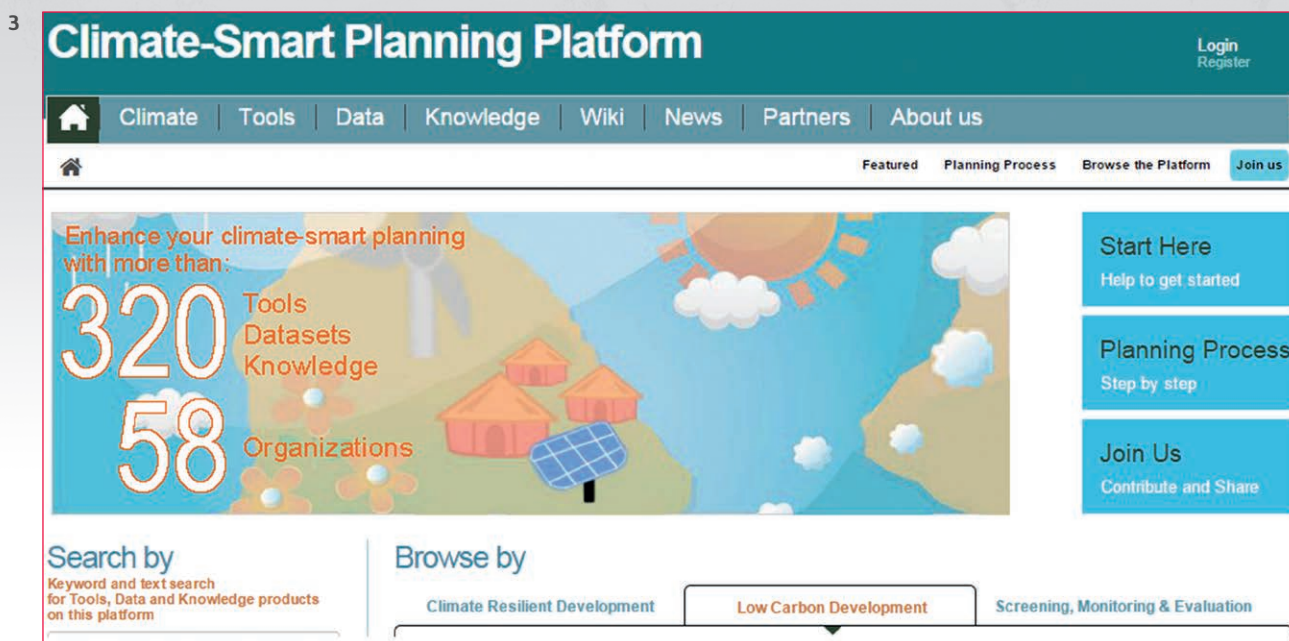 3
Climate-Smart Planning Platform
Login
Register
Climate
Tools
Data
Knowledge
Wiki
News
Partners
About us
Featured
Planning Process
Browse the Platform
Join us
Enhance your climate-smart planning
with more than:
320
Tools
Datasets
Knowledge
58
Organizations
Start Here
Help to get started
Planning Process
Step by step
Join Us
Contribute and Share
Search by
Keyword and text search
for Tools, Data and Knowledge products
on this platform
Browse by
Climate Resilient Development
Low Carbon Development
Screening, Monitoring & Evaluation